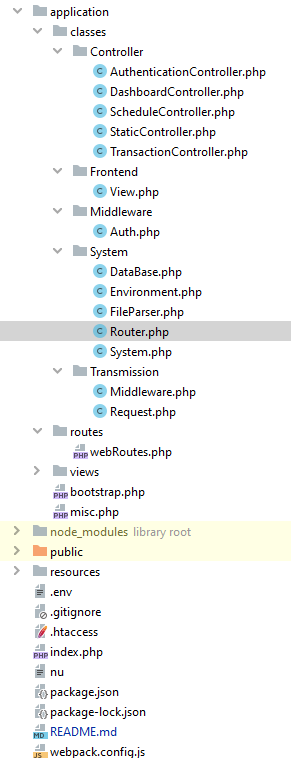 application
classes
Controller
AuthenticationController.php
DashboardController.php
ScheduleController.php
StaticController.php
TransactionController.php
Frontend
View.php
Middleware
Auth.php
System
DataBase.php
Environment.php
FileParser.php
Router.php
System.php
Transmission
Middleware.php
Request.php
routes
webRoutes.php
views
bootstrap.php
misc.php
node_modules library root
public
resources
.env
.gitignore
.htaccess
index.php
nu
package.json
package-lock.json
README.md
webpack.config.js